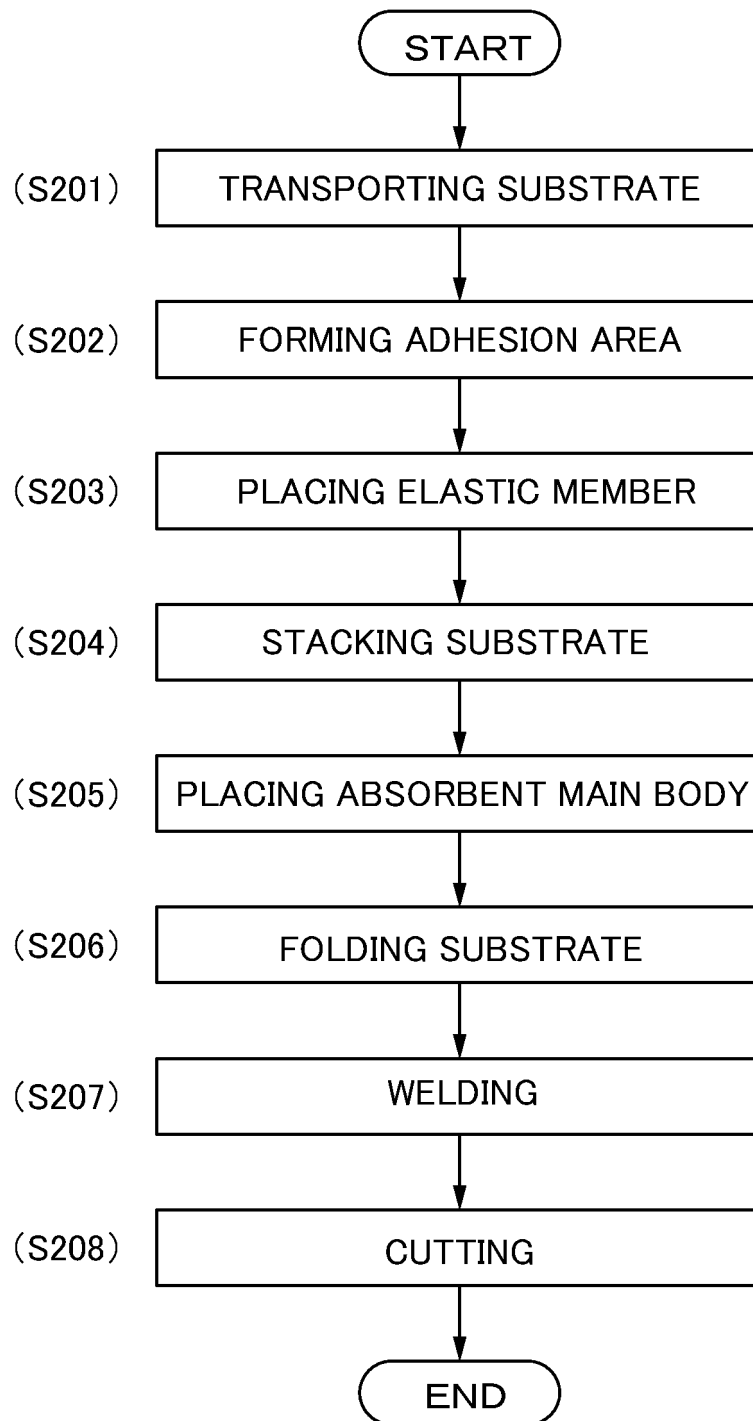 START
(S201) TRANSPORTING SUBSTRATE
(S202) FORMING ADHESION AREA
(S203) PLACING ELASTIC MEMBER
(S204) STACKING SUBSTRATE
(S205) PLACING ABSORBENT MAIN BODY
(S206) FOLDING SUBSTRATE
(S207) WELDING
(S208) CUTTING
END